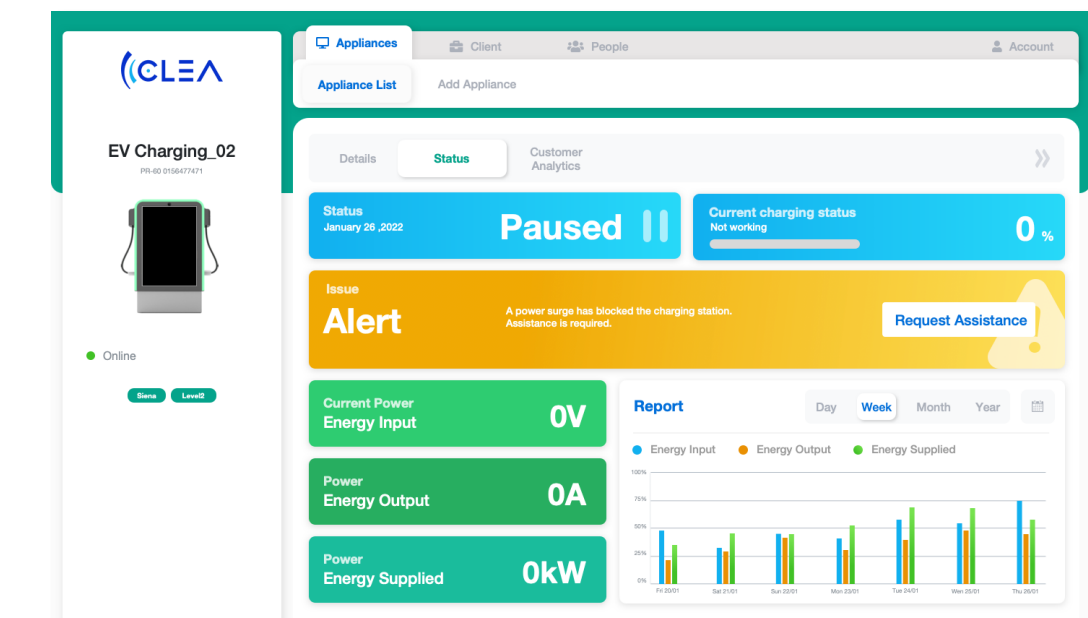 CLEA
EV Charging_02
PR-60 0156477471
Online
Siena
Level2
Appliances
Client
People
Account
Appliance List
Add Appliance
Details
Status
Customer
Analytics
Status
January 26 ,2022
Paused
Current charging status
Not working
0 %
Issue
Alert
A power surge has blocked the charging station.
Assistance is required.
Request Assistance
Current Power
Energy Input
0V
Power
Energy Output
0A
Power
Energy Supplied
0kW
Report
Day
Week
Month
Year
Energy Input
Energy Output
Energy Supplied
100%
75%
50%
25%
0%
Fri 20/01
Sat 21/01
Sun 22/01
Mon 23/01
Tue 24/01
Wen 25/01
Thu 26/01